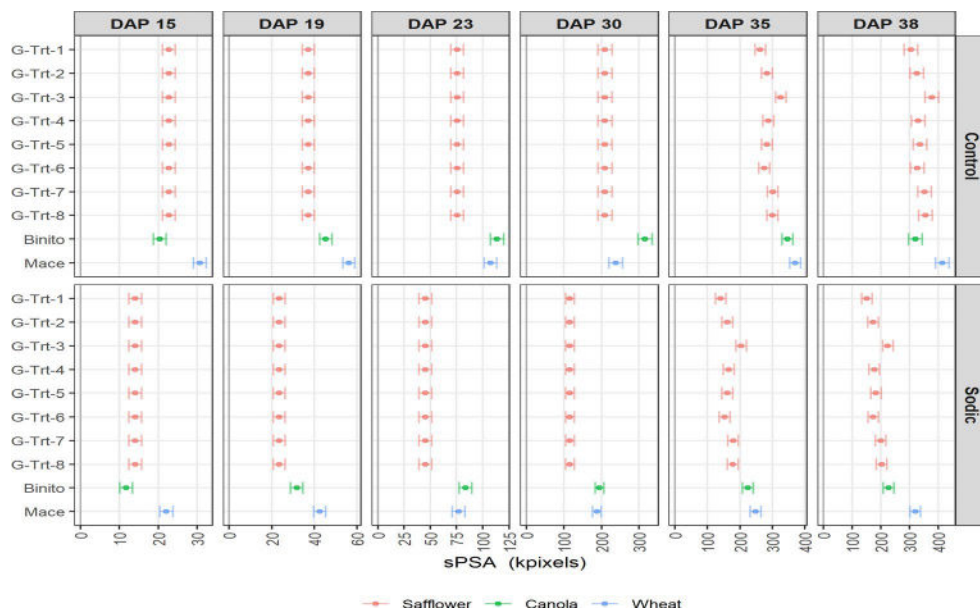 DAP 15 DAP 19 DAP 23 DAP 30 DAP 35 DAP 38
G-Trt-1
G-Trt-2
G-Trt-3
G-Trt-4
G-Trt-5
G-Trt-6
G-Trt-7
G-Trt-8
Binito
Mace
Control
G-Trt-1
G-Trt-2
G-Trt-3
G-Trt-4
G-Trt-5
G-Trt-6
G-Trt-7
G-Trt-8
Binito
Mace
Sodic
0 10 20 30 0 20 40 60 0 25 50 75 100 125 0 100 200 300 0 100 200 300 400 0 100 200 300 400
sPSA (kpixels)
Safflower Canola Wheat